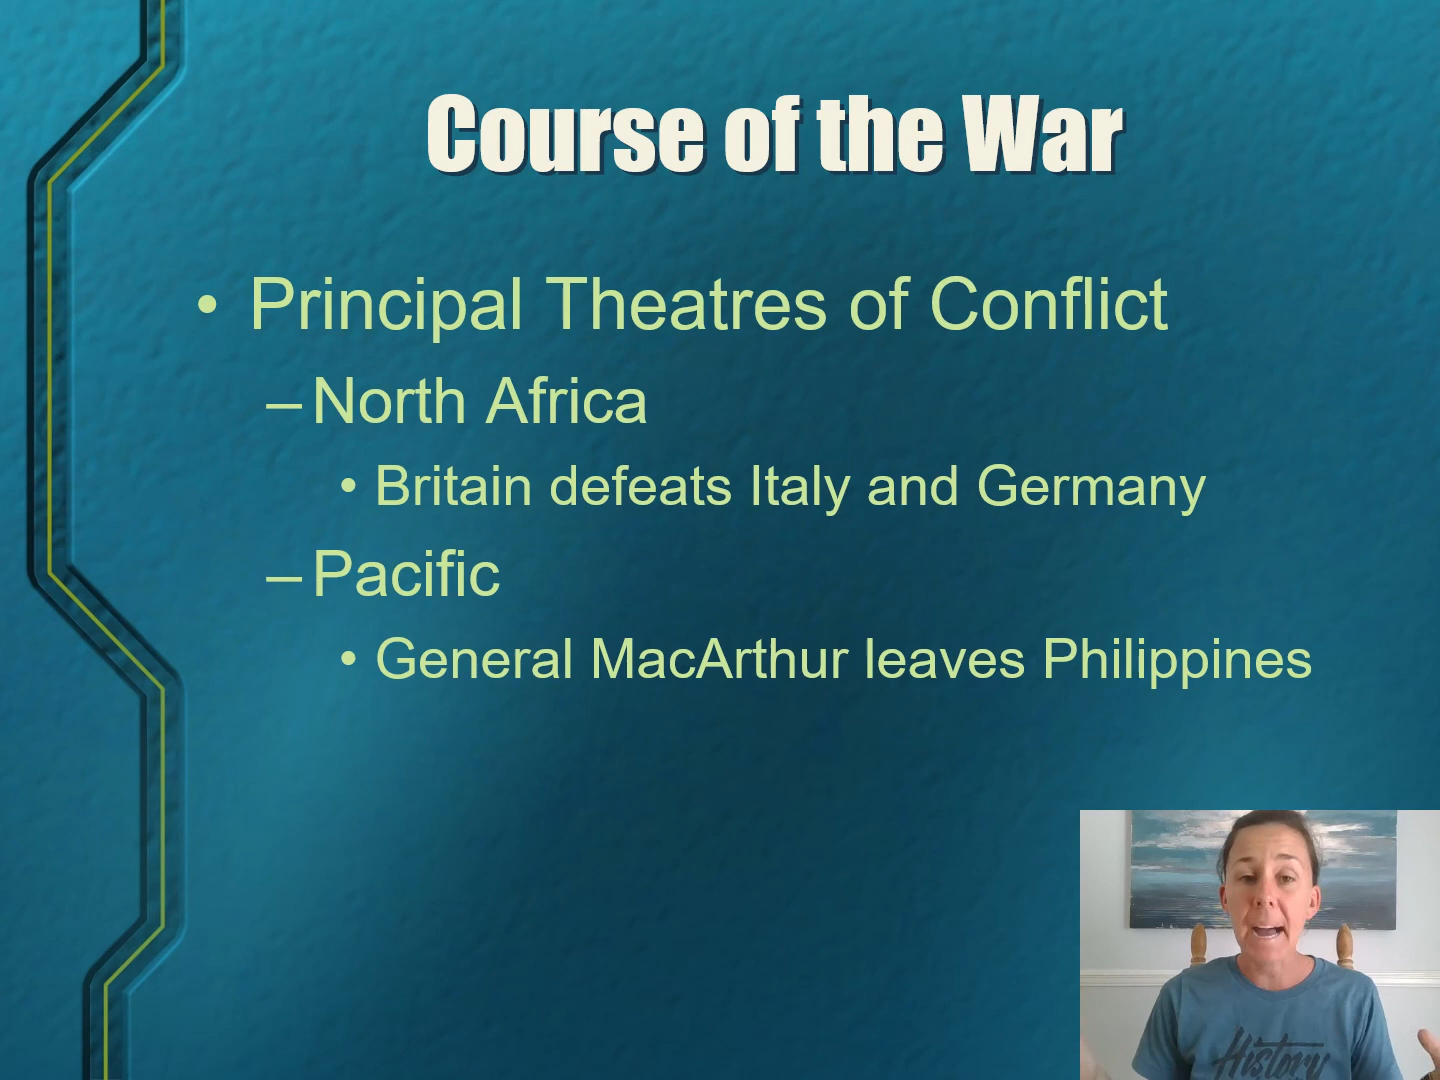 Course of the War
• Principal Theatres of Conflict
– North Africa
• Britain defeats Italy and Germany
– Pacific
• General MacArthur leaves Philippines
History